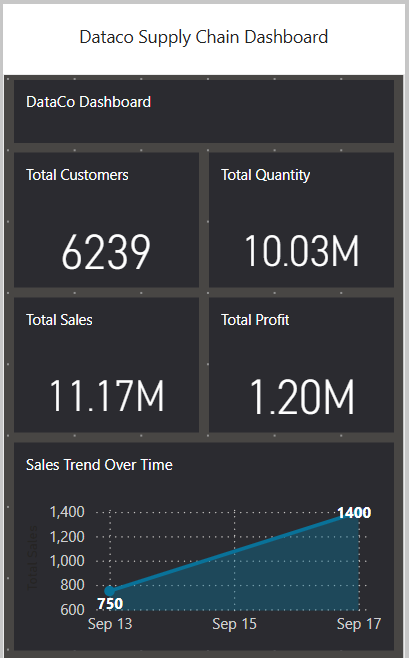 Dataco Supply Chain Dashboard
DataCo Dashboard
Total Customers
6239
Total Quantity
10.03M
Total Sales
11.17M
Total Profit
1.20M
Sales Trend Over Time
Total Sales
1,400
1,200
1,000
800
600
750
1400
Sep 13
Sep 15
Sep 17